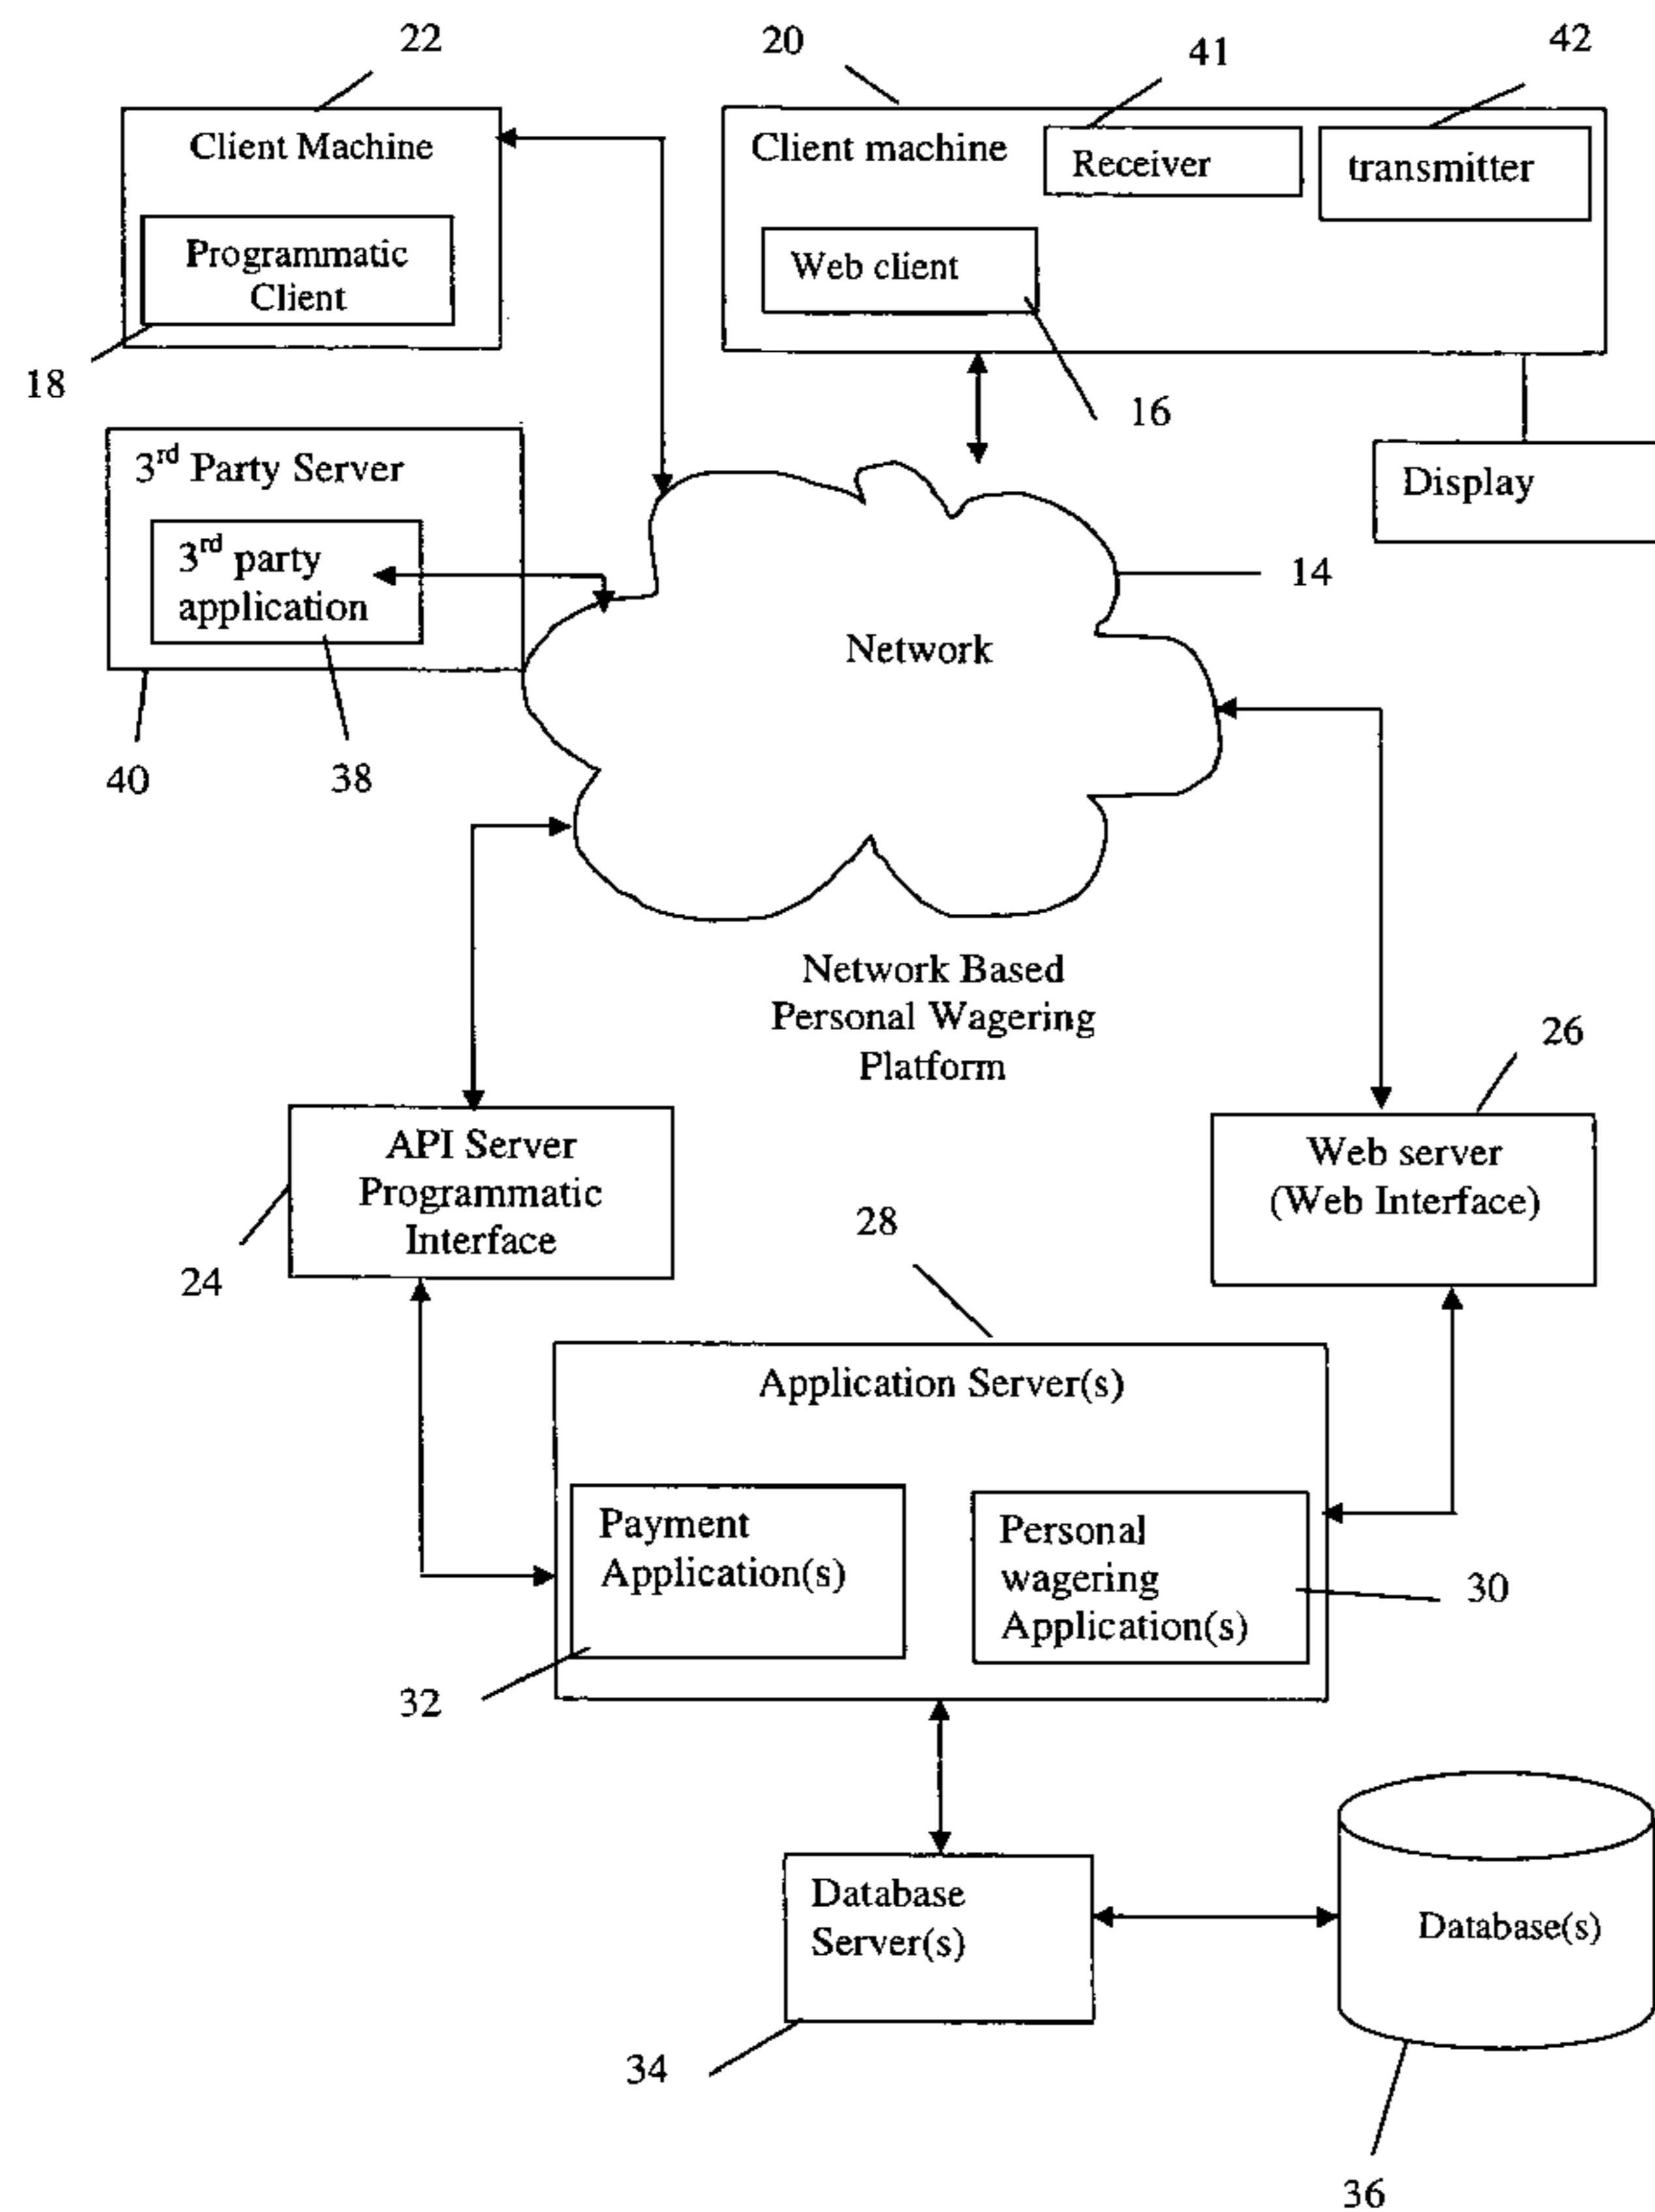 22
20
41
42
Client Machine
Client machine
Receiver
transmitter
Programmatic
Client
Web client
18
16
3rd Party Server
Display
3rd party
application
14
Network
40
38
Network Based
Personal Wagering
Platform
26
API Server
Programmatic
Interface
Web server
(Web Interface)
24
28
Application Server(s)
Payment
Application(s)
Personal
wagering
Application(s)
30
32
Database
Server(s)
Database(s)
34
36